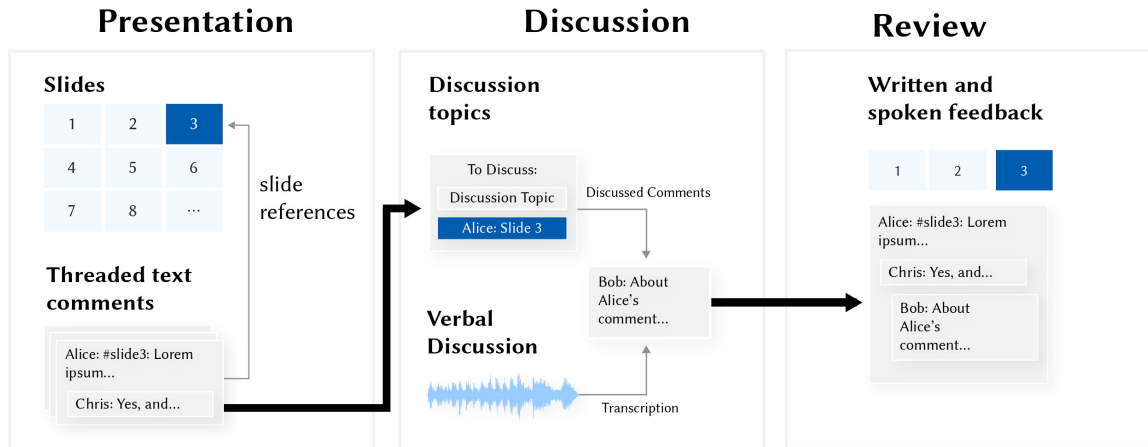 Presentation
Slides
1 2 3
4 5 6
7 8 ...
slide
references
Threaded text
comments
Alice: #slide3: Lorem
ipsum...
Chris: Yes, and...
Discussion
Discussion
topics
To Discuss:
Discussion Topic
Alice: Slide 3
Discussed Comments
Bob: About
Alice's
comment...
Verbal
Discussion
Transcription
Review
Written and
spoken feedback
1 2 3
Alice: #slide3: Lorem
ipsum...
Chris: Yes, and...
Bob: About
Alice's
comment...